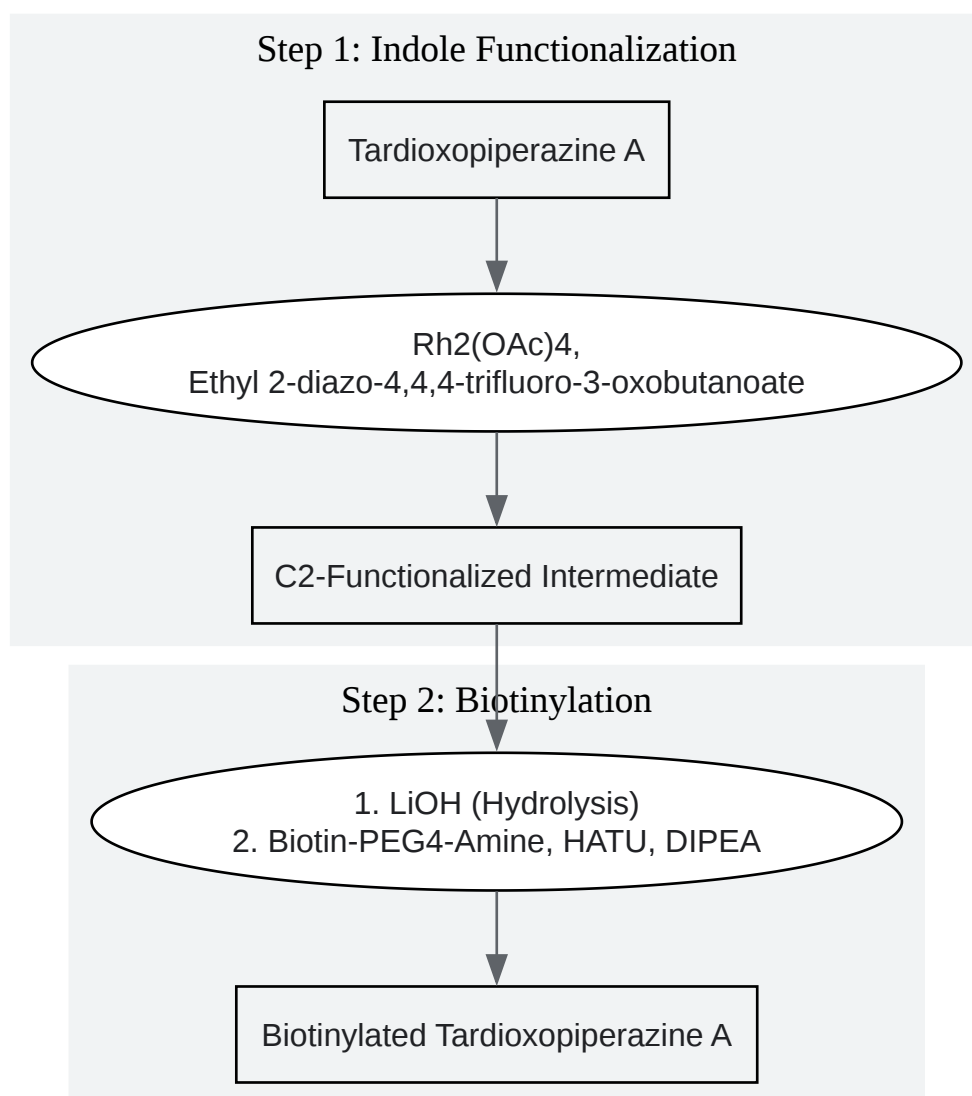 Step 1: Indole Functionalization
Tardioxopiperazine A
Rh2(OAc)4,
Ethyl 2-diazo-4,4,4-trifluoro-3-oxobutanoate
C2-Functionalized Intermediate
Step 2: Biotinylation
1. LiOH (Hydrolysis)
2. Biotin-PEG4-Amine, HATU, DIPEA
Biotinylated Tardioxopiperazine A